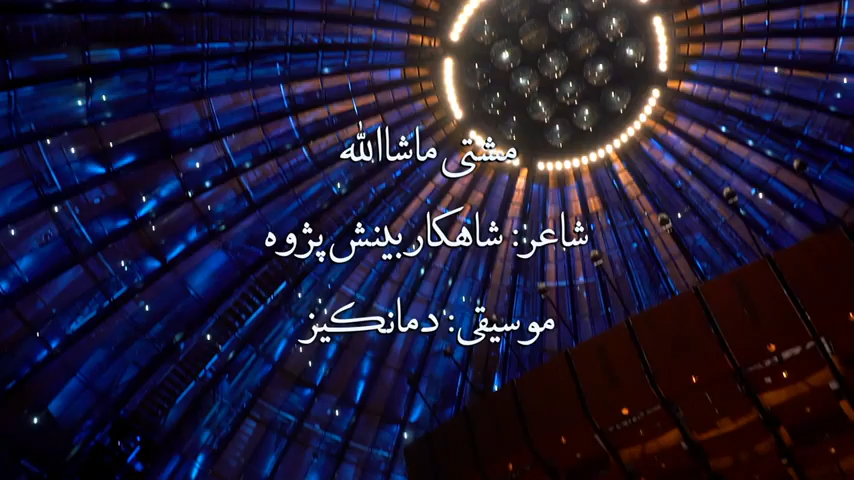 مشتی ماشاالله
شاعر: شاهکار بینش پژوه
موسیقی: دمانکیز